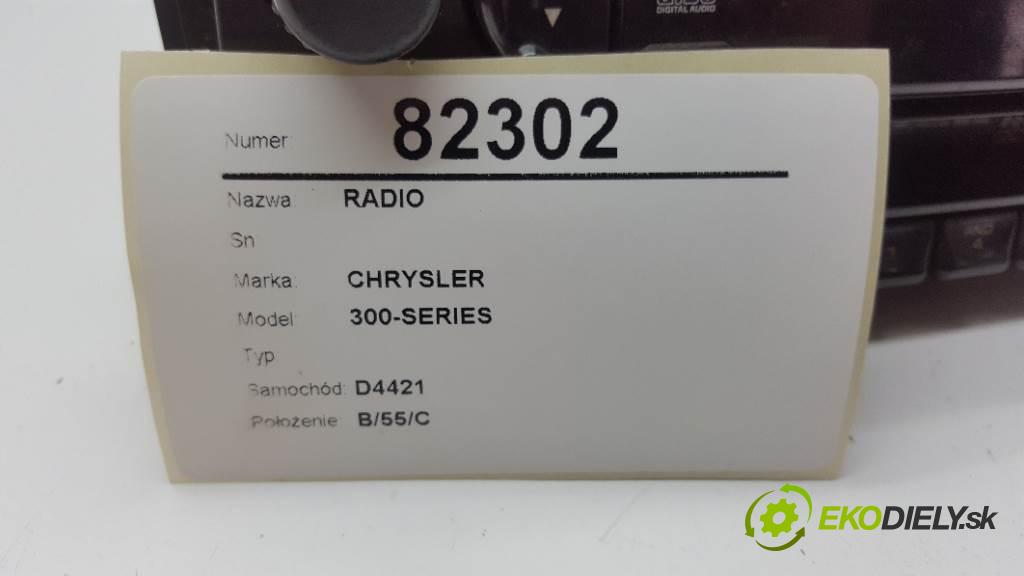 DIGITAL AUDIO
Numer: 82302
Nazwa: RADIO
Sn
Marka: CHRYSLER
Model: 300-SERIES
Typ
Samochód: D4421
Położenie B/55/C
4
EKODIELY.sk